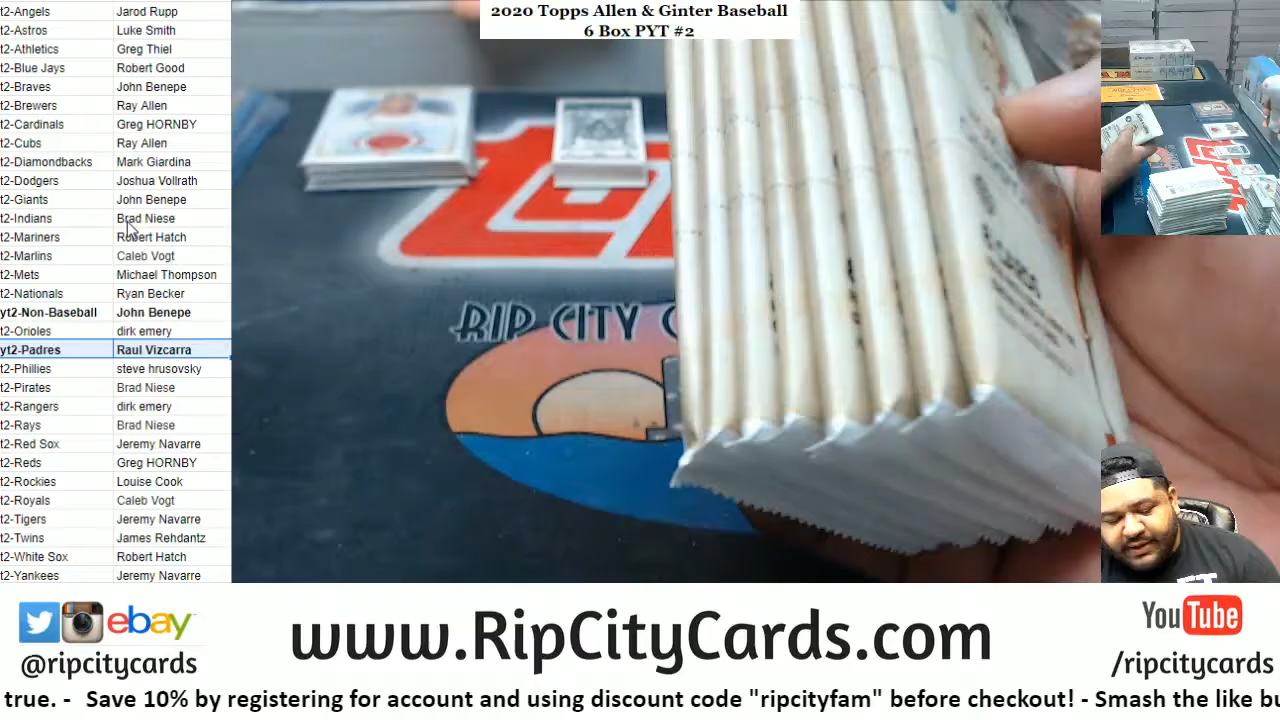 2020 Topps Allen & Ginter Baseball
6 Box PYT #2
t2-Angels Jarod Rupp
t2-Astros Luke Smith
t2-Athletics Greg Thiel
t2-Blue Jays Robert Good
t2-Braves John Benepe
t2-Brewers Ray Allen
t2-Cardinals Greg HORNBY
t2-Cubs Ray Allen
t2-Diamondbacks Mark Giardina
t2-Dodgers Joshua Vollrath
t2-Giants John Benepe
t2-Indians Brad Niese
t2-Mariners Robert Hatch
t2-Marlins Caleb Vogt
t2-Mets Michael Thompson
t2-Nationals Ryan Becker
yt2-Non-Baseball John Benepe
t2-Orioles dirk emery
yt2-Padres Raul Vizcarra
t2-Phillies steve hrusovsky
t2-Pirates Brad Niese
t2-Rangers dirk emery
t2-Rays Brad Niese
t2-Red Sox Jeremy Navarre
t2-Reds Greg HORNBY
t2-Rockies Louise Cook
t2-Royals Caleb Vogt
t2-Tigers Jeremy Navarre
t2-Twins James Rehdantz
t2-White Sox Robert Hatch
t2-Yankees Jeremy Navarre
RIP CITY C
ebay
@ripcitycards
www.RipCityCards.com
YouTube
/ripcitycards
true. - Save 10% by registering for account and using discount code "ripcityfam" before checkout! - Smash the like bu